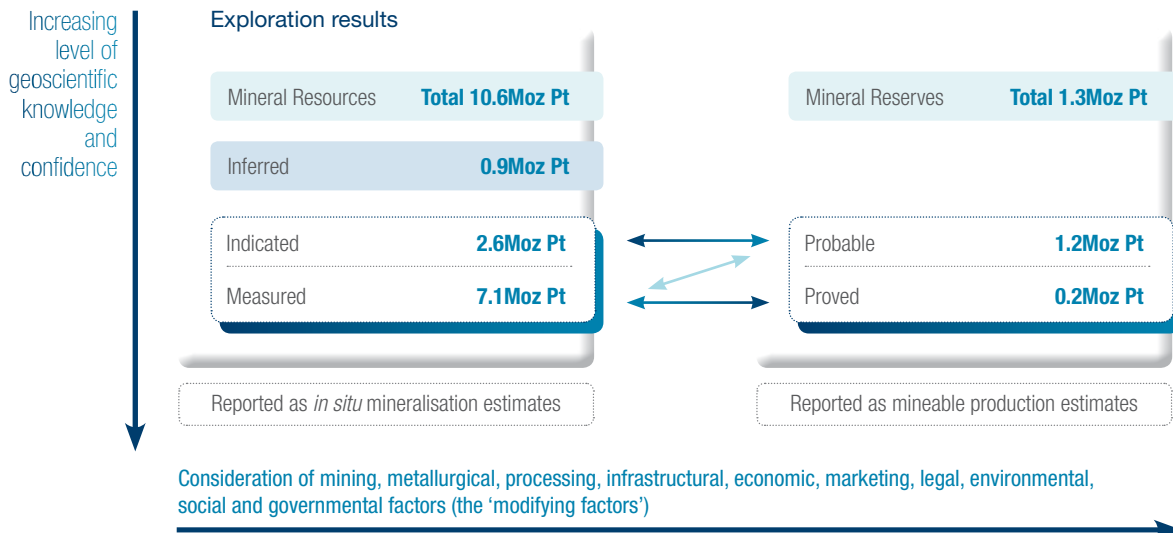 Increasing
level of
geoscientific
knowledge
and
confidence
Exploration results
Mineral Resources Total 10.6Moz Pt
Inferred 0.9Moz Pt
Indicated 2.6Moz Pt
Measured 7.1Moz Pt
Reported as in situ mineralisation estimates
Mineral Reserves Total 1.3Moz Pt
Probable 1.2Moz Pt
Proved 0.2Moz Pt
Reported as mineable production estimates
Consideration of mining, metallurgical, processing, infrastructural, economic, marketing, legal, environmental,
social and governmental factors (the ‘modifying factors’)